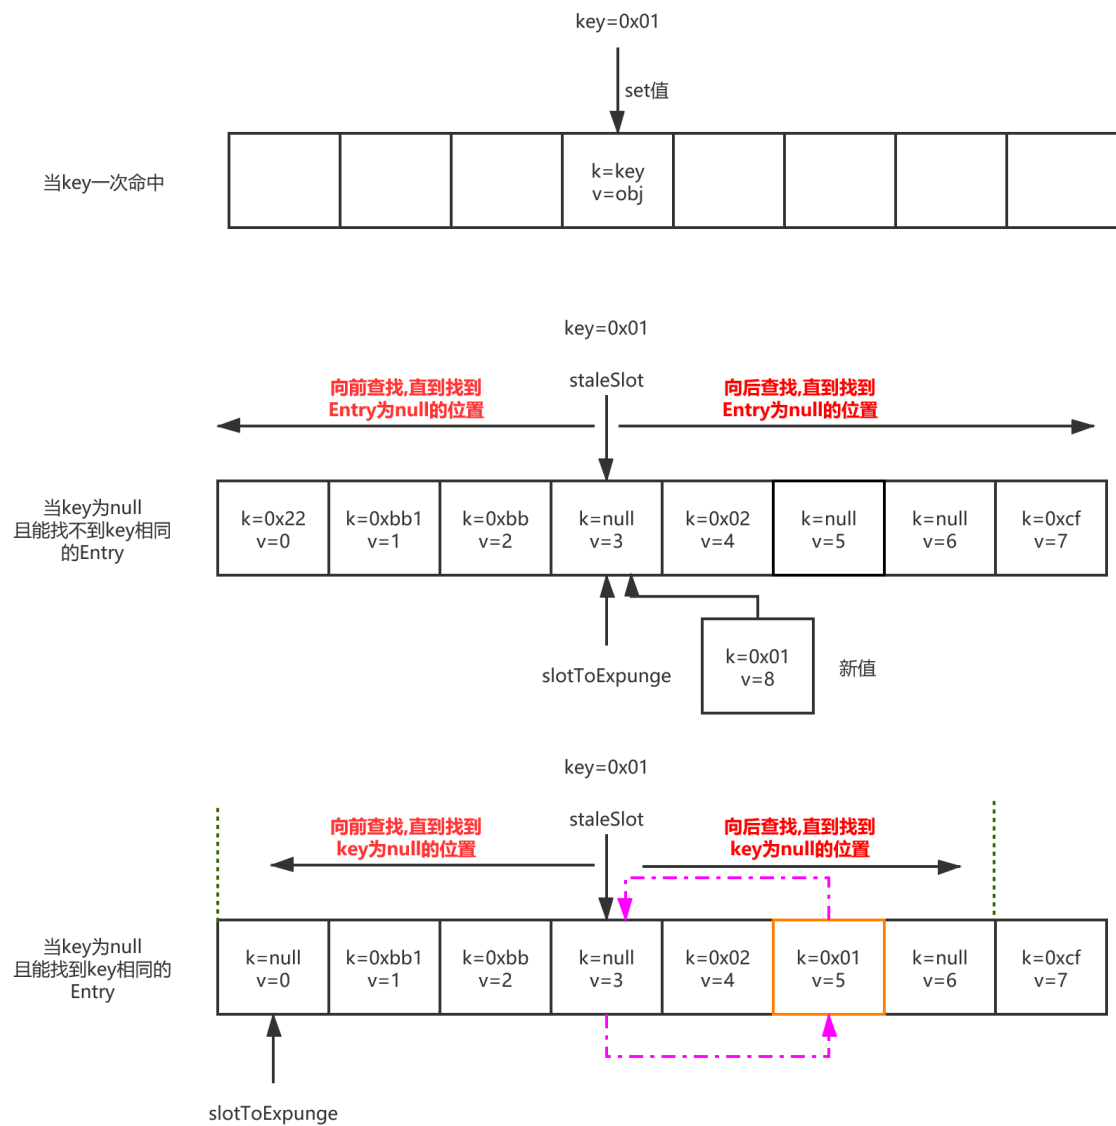 key=0x01
set值
当key一次命中
k=key
v=obj
key=0x01
staleSlot
向前查找,直到找到
Entry为null的位置
向后查找,直到找到
Entry为null的位置
当key为null
且能找不到key相同
的Entry
k=0x22
v=0
k=0xbb1
v=1
k=0xbb
v=2
k=null
v=3
k=0x02
v=4
k=null
v=5
k=null
v=6
k=0xcf
v=7
slotToExpunge
k=0x01
v=8
新值
key=0x01
staleSlot
向前查找,直到找到
key为null的位置
向后查找,直到找到
key为null的位置
当key为null
且能找到key相同的
Entry
k=null
v=0
k=0xbb1
v=1
k=0xbb
v=2
k=null
v=3
k=0x02
v=4
k=0x01
v=5
k=null
v=6
k=0xcf
v=7
slotToExpunge